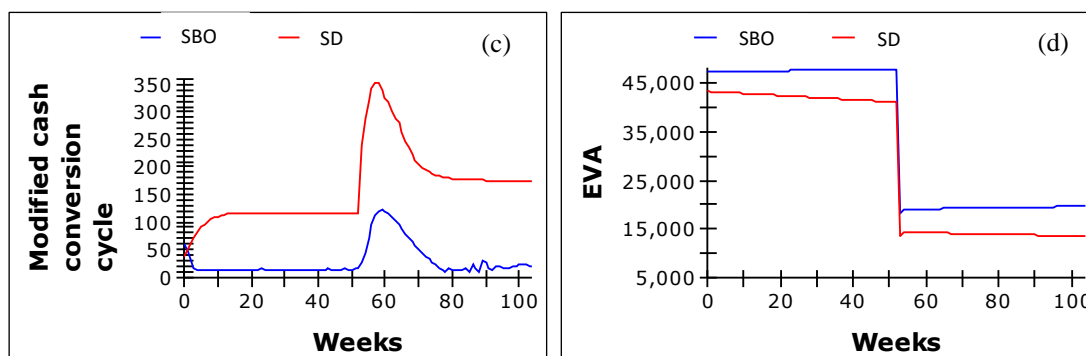 SBO SD (c)
350
300
250
200
150
100
50
0
Modified cash
conversion
cycle
0 20 40 60 80 100
Weeks
SBO SD (d)
45,000
35,000
25,000
15,000
5,000
EVA
0 20 40 60 80 100
Weeks